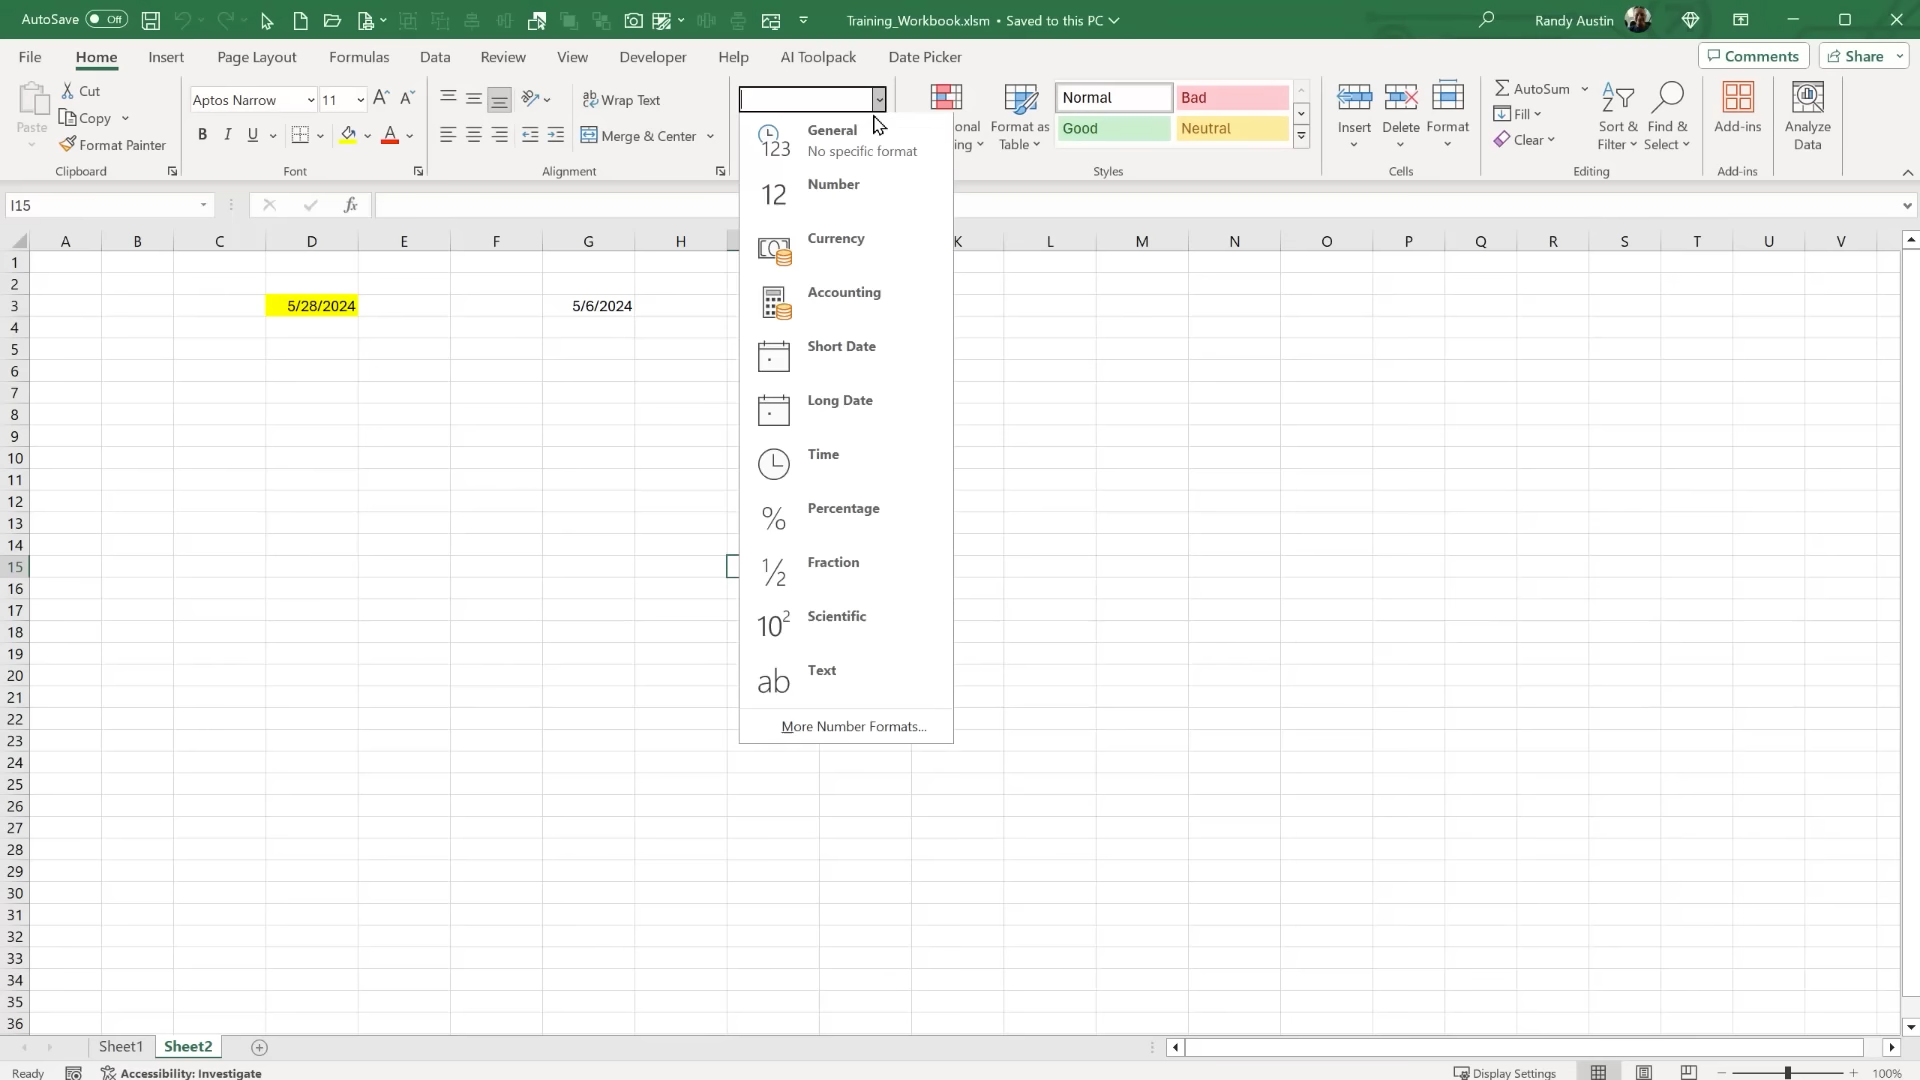 AutoSave Off Training_Workbook.xlsm • Saved to this PC Randy Austin
File Home Insert Page Layout Formulas Data Review View Developer Help AI Toolpack Date Picker Comments Share
Paste
Cut
Copy
Format Painter
Clipboard
Aptos Narrow 11
B I U
Font
Wrap Text
Merge & Center
Alignment
Format as
Table
Normal Bad
Good Neutral
Styles
Insert Delete Format
Cells
AutoSum
Fill
Clear
Sort &
Filter
Find &
Select
Editing
Add-ins
Add-ins
Analyze
Data
I15 fx
A B C D E F G H K L M N O P Q R S T U V
1
2
3 5/28/2024 5/6/2024
4
5
6
7
8
9
10
11
12
13
14
15
16
17
18
19
20
21
22
23
24
25
26
27
28
29
30
31
32
33
34
35
36
123 General
No specific format
12 Number
Currency
Accounting
Short Date
Long Date
Time
% Percentage
½ Fraction
10² Scientific
ab Text
More Number Formats...
Sheet1 Sheet2
Ready Accessibility: Investigate Display Settings 100%